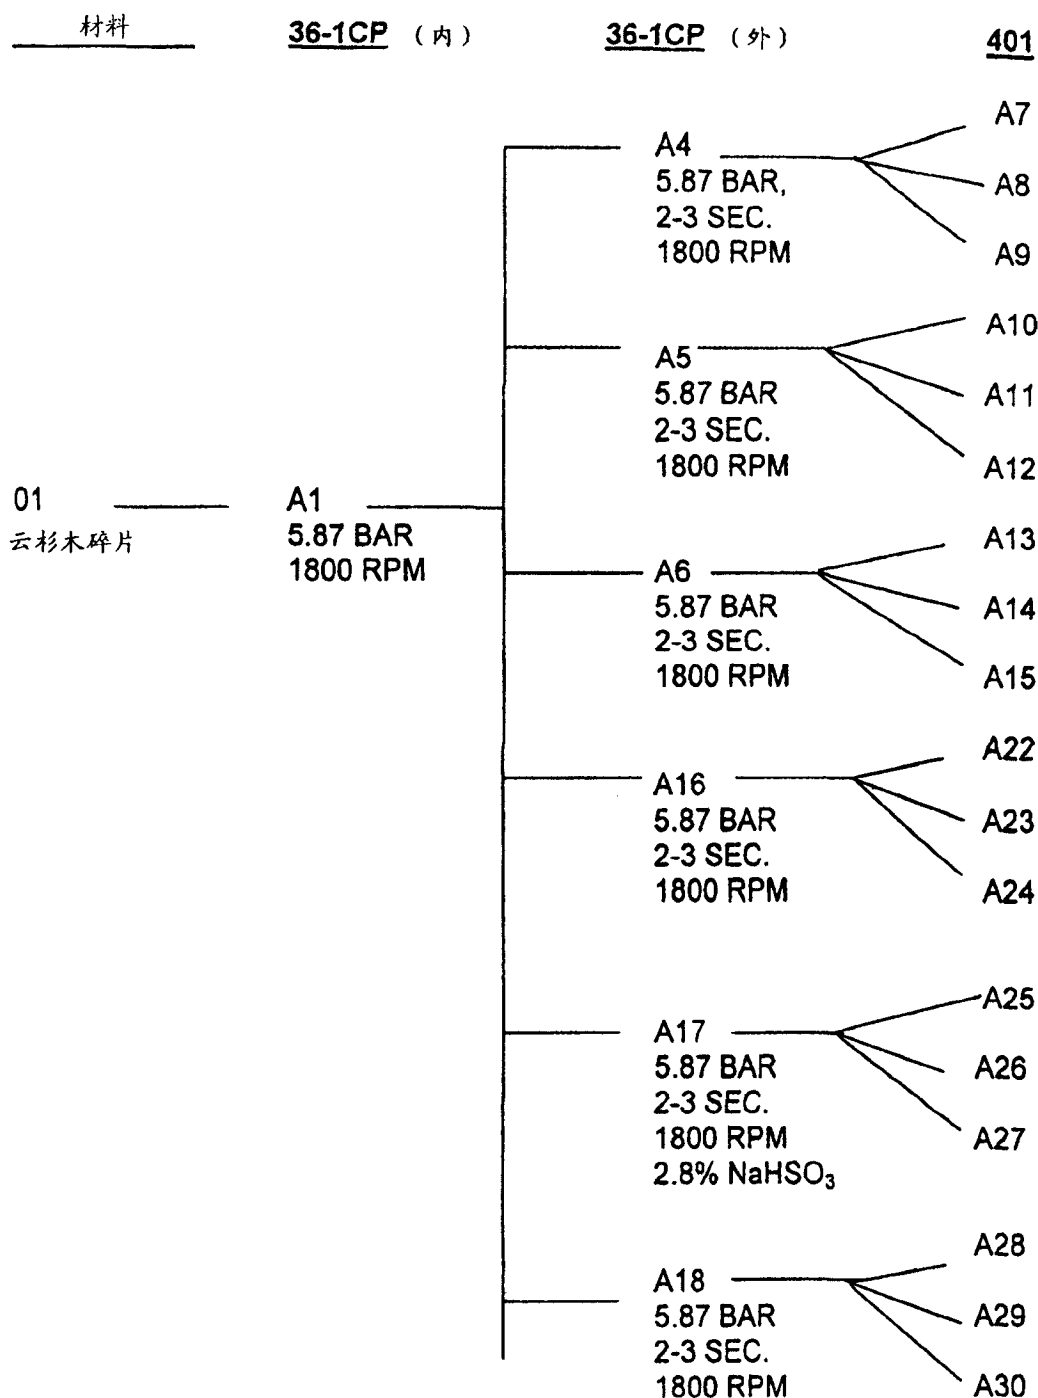 材料
36-1CP （内）
36-1CP （外）
401
A4
5.87 BAR,
2-3 SEC.
1800 RPM
A7
A8
A9
A5
5.87 BAR
2-3 SEC.
1800 RPM
A10
A11
A12
01
云杉木碎片
A1
5.87 BAR
1800 RPM
A6
5.87 BAR
2-3 SEC.
1800 RPM
A13
A14
A15
A16
5.87 BAR
2-3 SEC.
1800 RPM
A22
A23
A24
A17
5.87 BAR
2-3 SEC.
1800 RPM
2.8% NaHSO₃
A25
A26
A27
A18
5.87 BAR
2-3 SEC.
1800 RPM
A28
A29
A30